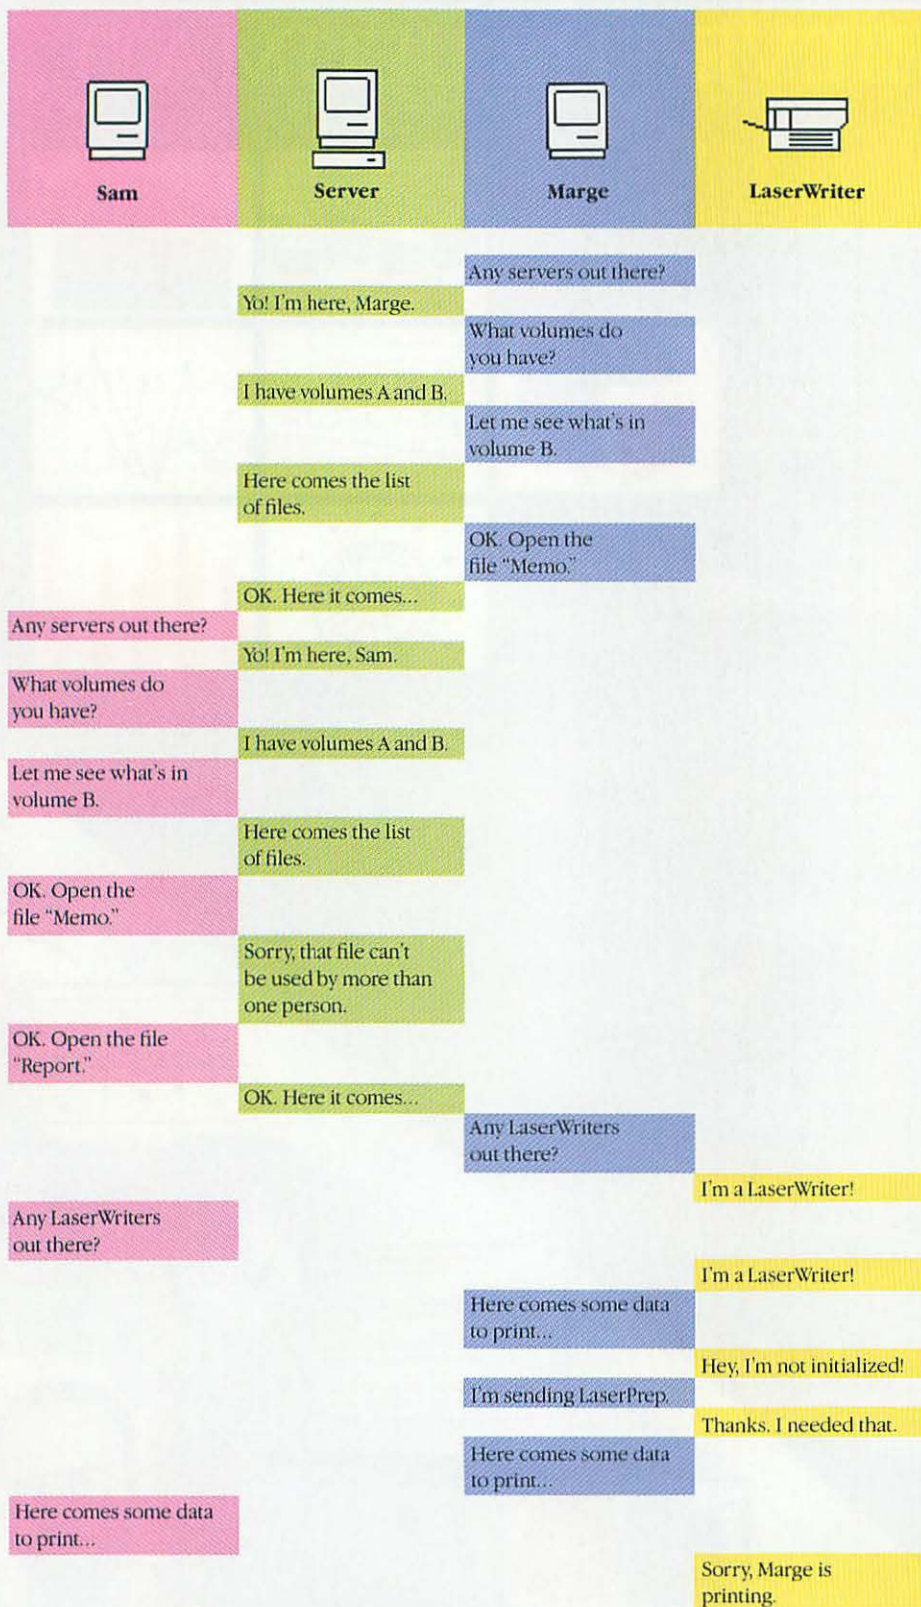 Sam
Server
Marge
LaserWriter
Any servers out there?
Yo! I'm here, Marge.
What volumes do
you have?
I have volumes A and B.
Let me see what's in
volume B.
Here comes the list
of files.
OK. Open the
file “Memo.”
OK. Here it comes...
Any servers out there?
Yo! I'm here, Sam.
What volumes do
you have?
I have volumes A and B.
Let me see what's in
volume B.
Here comes the list
of files.
OK. Open the
file “Memo.”
Sorry, that file can't
be used by more than
one person.
OK. Open the file
“Report.”
OK. Here it comes...
Any LaserWriters
out there?
I'm a LaserWriter!
Any LaserWriters
out there?
I'm a LaserWriter!
Here comes some data
to print...
Hey, I'm not initialized!
I'm sending LaserPrep.
Thanks. I needed that.
Here comes some data
to print...
Here comes some data
to print...
Sorry, Marge is
printing.